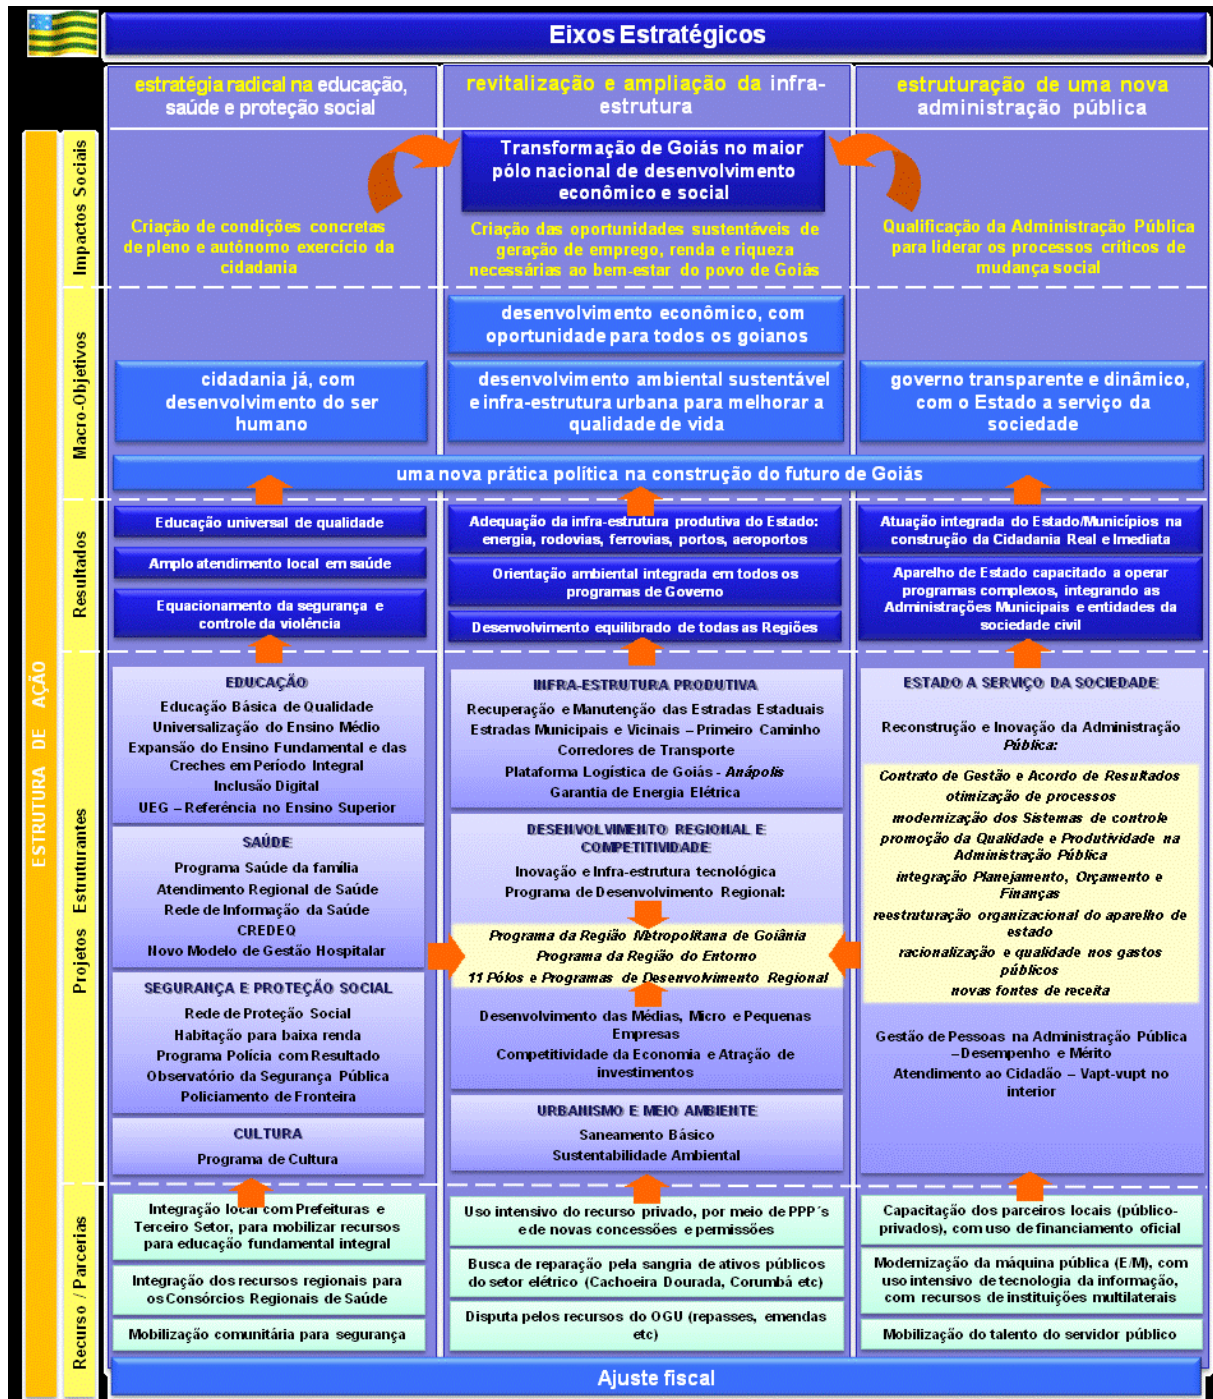 Eixos Estratégicos
estratégia radical na educação,
saúde e proteção social
revitalização e ampliação da infra-
estrutura
estruturação de uma nova
administração pública
ESTRUTURA DE AÇÃO
Impactos Sociais
Transformação de Goiás no maior
pólo nacional de desenvolvimento
econômico e social
Criação de condições concretas
de pleno e autônomo exercício da
cidadania
Criação das oportunidades sustentáveis de
geração de emprego, renda e riqueza
necessárias ao bem-estar do povo de Goiás
Qualificação da Administração Pública
para liderar os processos críticos de
mudança social
Macro-Objetivos
desenvolvimento econômico, com
oportunidade para todos os goianos
cidadania já, com
desenvolvimento do ser
humano
desenvolvimento ambiental sustentável
e infra-estrutura urbana para melhorar a
qualidade de vida
governo transparente e dinâmico,
com o Estado a serviço da
sociedade
uma nova prática política na construção do futuro de Goiás
Resultados
Educação universal de qualidade
Amplo atendimento local em saúde
Equacionamento da segurança e
controle da violência
Adequação da infra-estrutura produtiva do Estado:
energia, rodovias, ferrovias, portos, aeroportos
Orientação ambiental integrada em todos os
programas de Governo
Desenvolvimento equilibrado de todas as Regiões
Atuação integrada do Estado/Municípios na
construção da Cidadania Real e Imediata
Aparelho de Estado capacitado a operar
programas complexos, integrando as
Administrações Municipais e entidades da
sociedade civil
Projetos Estruturantes
EDUCAÇÃO
Educação Básica de Qualidade
Universalização do Ensino Médio
Expansão do Ensino Fundamental e das
Creches em Período Integral
Inclusão Digital
UEG – Referência no Ensino Superior
SAÚDE
Programa Saúde da família
Atendimento Regional de Saúde
Rede de Informação da Saúde
CREDEQ
Novo Modelo de Gestão Hospitalar
SEGURANÇA E PROTEÇÃO SOCIAL
Rede de Proteção Social
Habitação para baixa renda
Programa Polícia com Resultado
Observatório da Segurança Pública
Policiamento de Fronteira
CULTURA
Programa de Cultura
INFRA-ESTRUTURA PRODUTIVA
Recuperação e Manutenção das Estradas Estaduais
Estradas Municipais e Vicinais – Primeiro Caminho
Corredores de Transporte
Plataforma Logística de Goiás - Anápolis
Garantia de Energia Elétrica
DESENVOLVIMENTO REGIONAL E
COMPETITIVIDADE
Inovação e Infra-estrutura tecnológica
Programa de Desenvolvimento Regional:
Programa da Região Metropolitana de Goiânia
Programa da Região do Entorno
11 Pólos e Programas de Desenvolvimento Regional
Desenvolvimento das Médias, Micro e Pequenas
Empresas
Competitividade da Economia e Atração de
investimentos
URBANISMO E MEIO AMBIENTE
Saneamento Básico
Sustentabilidade Ambiental
ESTADO A SERVIÇO DA SOCIEDADE
Reconstrução e Inovação da Administração
Pública:
Contrato de Gestão e Acordo de Resultados
otimização de processos
modernização dos Sistemas de controle
promoção da Qualidade e Produtividade na
Administração Pública
integração Planejamento, Orçamento e
Finanças
reestruturação organizacional do aparelho de
estado
racionalização e qualidade nos gastos
públicos
novas fontes de receita
Gestão de Pessoas na Administração Pública
–Desempenho e Mérito
Atendimento ao Cidadão – Vapt-vupt no
interior
Recurso / Parcerias
Integração local com Prefeituras e
Terceiro Setor, para mobilizar recursos
para educação fundamental integral
Integração dos recursos regionais para
os Consórcios Regionais de Saúde
Mobilização comunitária para segurança
Uso intensivo do recurso privado, por meio de PPP´s
e de novas concessões e permissões
Busca de reparação pela sangria de ativos públicos
do setor elétrico (Cachoeira Dourada, Corumbá etc)
Disputa pelos recursos do OGU (repasses, emendas
etc)
Capacitação dos parceiros locais (público-
privados), com uso de financiamento oficial
Modernização da máquina pública (E/M), com
uso intensivo de tecnologia da informação,
com recursos de instituições multilaterais
Mobilização do talento do servidor público
Ajuste fiscal